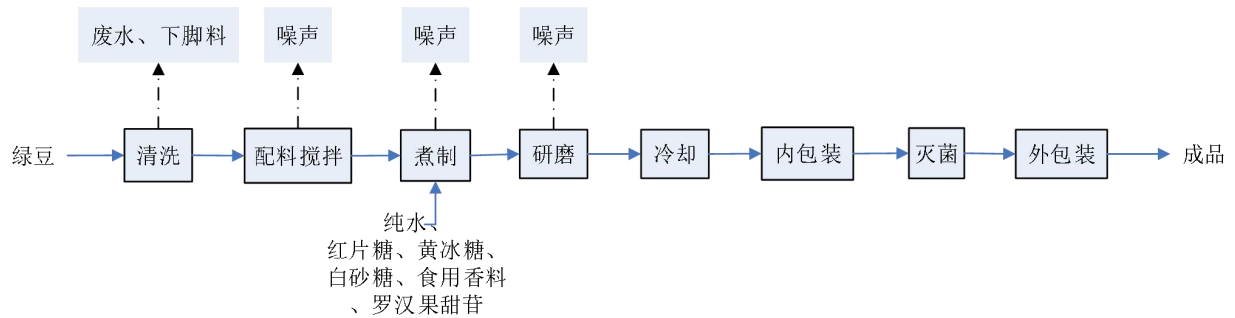 废水、下脚料
噪声
噪声
噪声
绿豆
清洗
配料搅拌
煮制
研磨
冷却
内包装
灭菌
外包装
成品
纯水、
红片糖、黄冰糖、
白砂糖、食用香料
、罗汉果甜苷